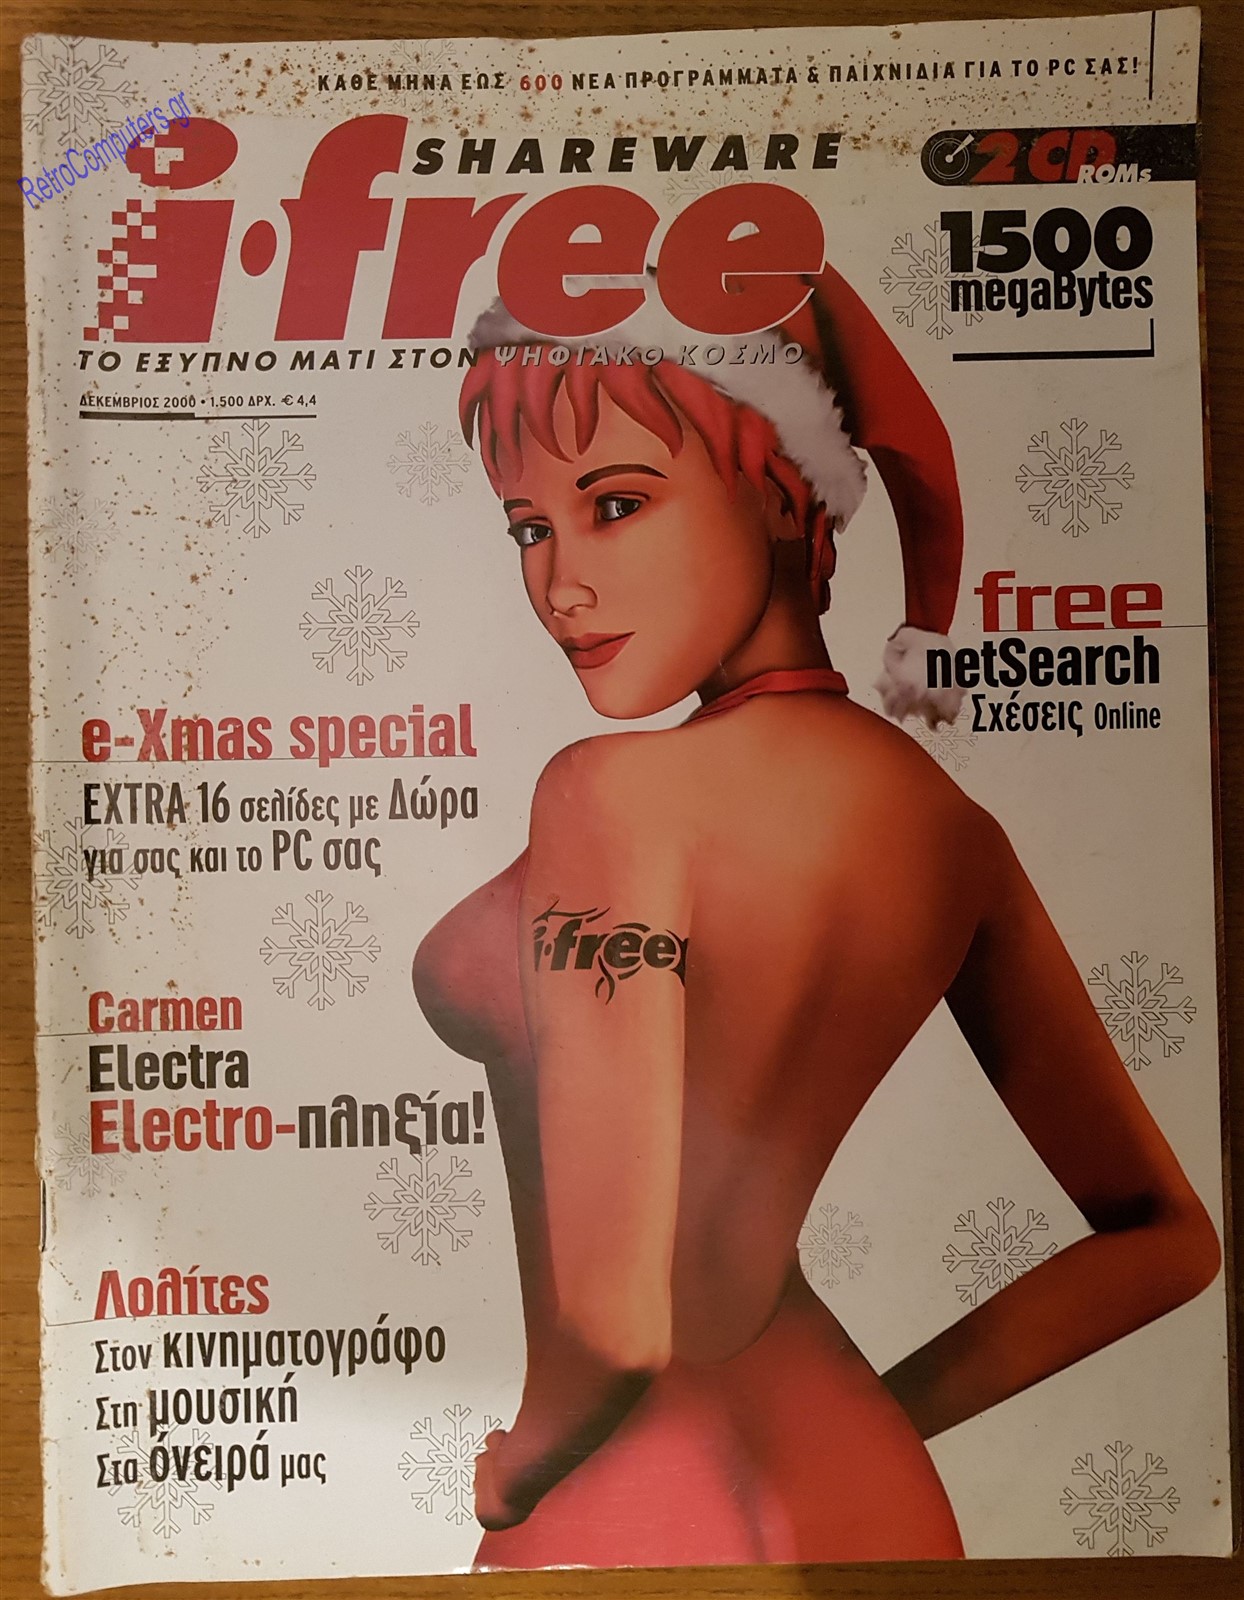 ΚΑΘΕ ΜΗΝΑ ΕΩΣ 600 ΝΕΑ ΠΡΟΓΡΑΜΜΑΤΑ & ΠΑΙΧΝΙΔΙΑ ΓΙΑ ΤΟ PC ΣΑΣ!
RetroComputers.gr
SHAREWARE
i·free
2 CD
ROMs
1500
megaBytes
ΤΟ ΕΞΥΠΝΟ ΜΑΤΙ ΣΤΟΝ ΨΗΦΙΑΚΟ ΚΟΣΜΟ
ΔΕΚΕΜΒΡΙΟΣ 2000 • 1.500 ΔΡΧ. € 4,4
free
netSearch
Σχέσεις Online
e-Xmas special
EXTRA 16 σελίδες με Δώρα
για σας και το PC σας
i·free
Carmen
Electra
Electro-πληξία!
Λολίτες
Στον κινηματογράφο
Στη μουσική
Στα όνειρά μας